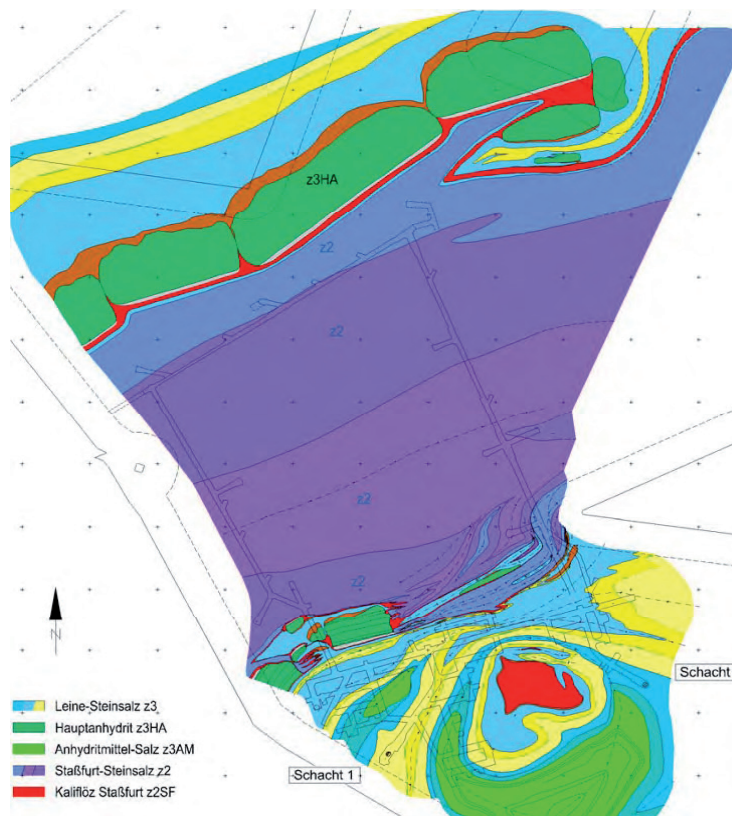 z3HA
z2
z2
z2
z2
N
Schacht
Schacht 1
Leine-Steinsalz z3
Hauptanhydrit z3HA
Anhydritmittel-Salz z3AM
Staßfurt-Steinsalz z2
Kaliflöz Staßfurt z2SF